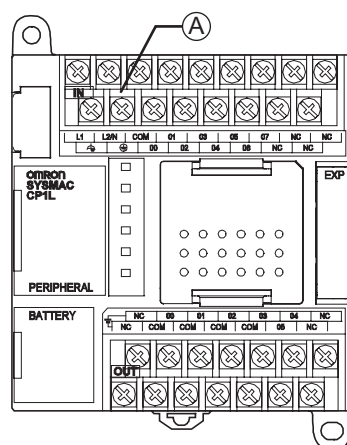 A
IN
L1 L2/N COM 01 03 05 07 NC NC
00 02 04 06 NC NC
OMRON
SYSMAC
CP1L
EXP
PERIPHERAL
BATTERY
NC 00 01 02 03 04 NC
NC COM COM COM COM 05 NC
OUT